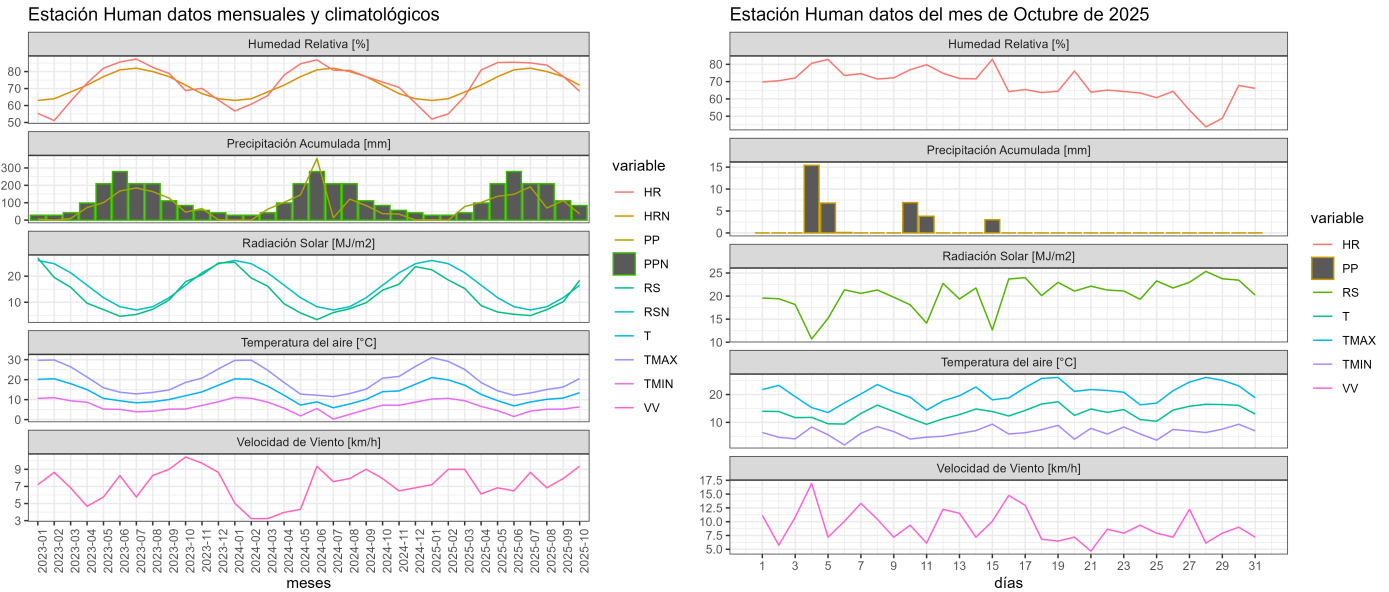 Estación Human datos mensuales y climatológicos
Humedad Relativa [%]
80
70
60
50
Precipitación Acumulada [mm]
300
200
100
0
Radiación Solar [MJ/m2]
20
10
Temperatura del aire [°C]
30
20
10
0
Velocidad de Viento [km/h]
9
7
5
3
2023-01
2023-02
2023-03
2023-04
2023-05
2023-06
2023-07
2023-08
2023-09
2023-10
2023-11
2023-12
2024-01
2024-02
2024-03
2024-04
2024-05
2024-06
2024-07
2024-08
2024-09
2024-10
2024-11
2024-12
2025-01
2025-02
2025-03
2025-04
2025-05
2025-06
2025-07
2025-08
2025-09
2025-10
meses
variable
HR
HRN
PP
PPN
RS
RSN
T
TMAX
TMIN
VV
Estación Human datos del mes de Octubre de 2025
Humedad Relativa [%]
80
70
60
50
Precipitación Acumulada [mm]
15
10
5
0
Radiación Solar [MJ/m2]
25
20
15
10
Temperatura del aire [°C]
20
10
Velocidad de Viento [km/h]
17.5
15.0
12.5
10.0
7.5
5.0
1 3 5 7 9 11 13 15 17 19 21 23 25 27 29 31
días
variable
HR
PP
RS
T
TMAX
TMIN
VV